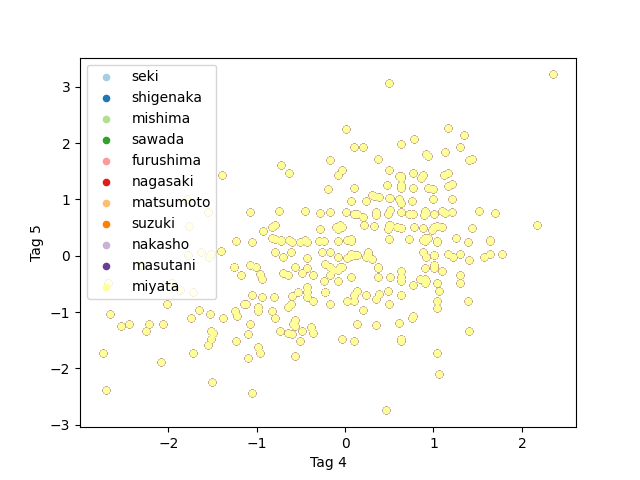 seki
shigenaka
mishima
sawada
furushima
nagasaki
matsumoto
suzuki
nakasho
masutani
miyata
3
2
1
0
−1
−2
−3
Tag 5
−2 −1 0 1 2
Tag 4